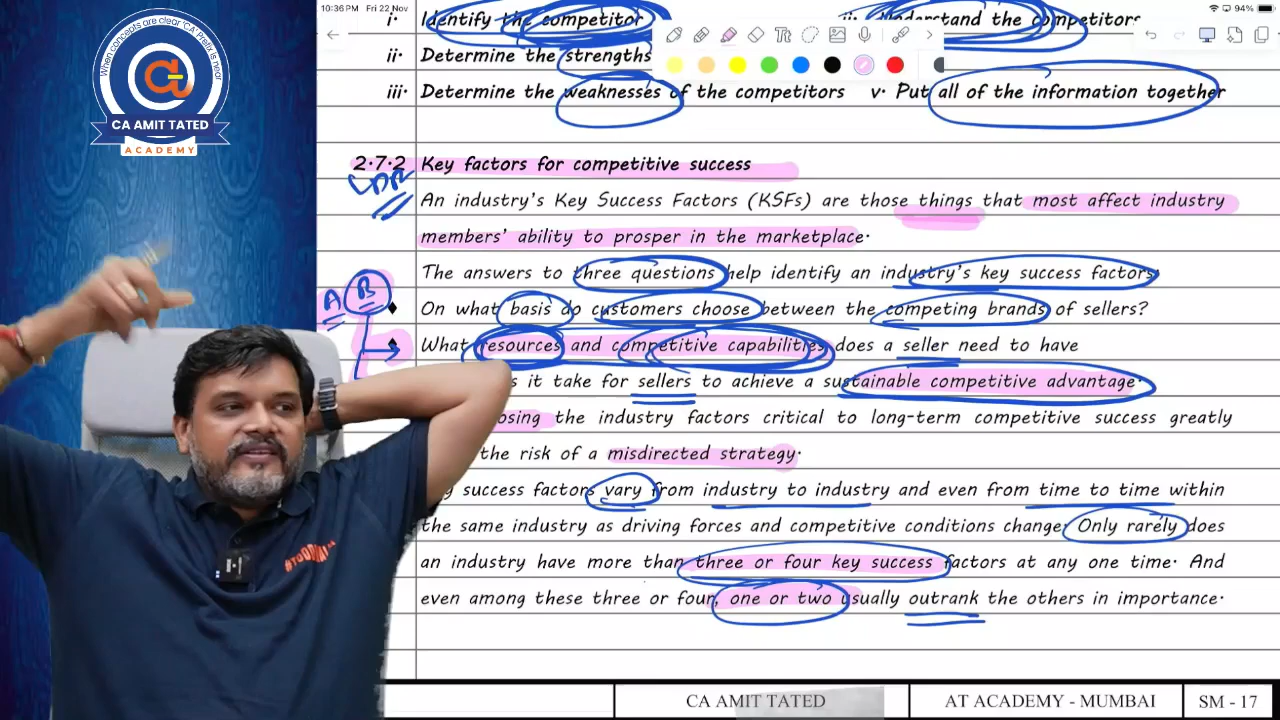 10:36 PM Fri 22 Nov
94%
When concepts are clear 'CA' Prefix is near
CA AMIT TATED
ACADEMY
i· Identify the competitor
the competitors
ii· Determine the strengths
iii· Determine the weaknesses of the competitors v· Put all of the information together
2·7·2 Key factors for competitive success
An industry's Key Success Factors (KSFs) are those things that most affect industry
members' ability to prosper in the marketplace·
The answers to three questions help identify an industry's key success factors
A B
♦ On what basis do customers choose between the competing brands of sellers?
♦ What resources and competitive capabilities does a seller need to have
s it take for sellers to achieve a sustainable competitive advantage·
osing the industry factors critical to long-term competitive success greatly
the risk of a misdirected strategy·
success factors vary from industry to industry and even from time to time within
the same industry as driving forces and competitive conditions change· Only rarely does
an industry have more than three or four key success factors at any one time· And
even among these three or four, one or two usually outrank the others in importance·
Tt
CA AMIT TATED
AT ACADEMY - MUMBAI
SM - 17